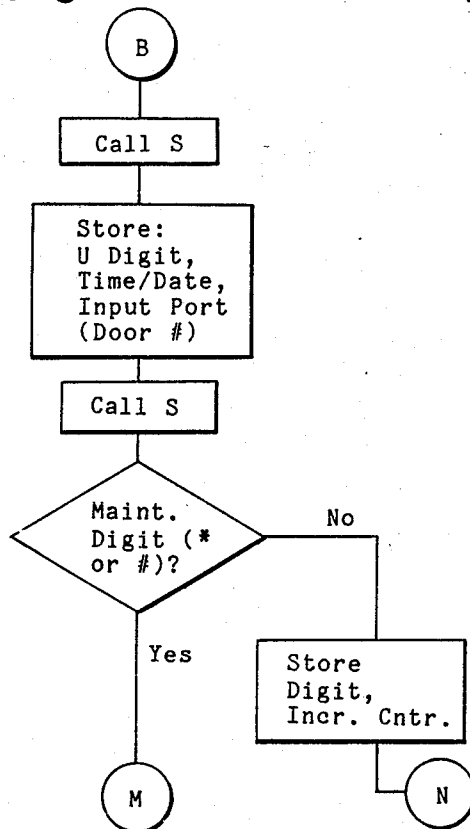 B
Call S
Store:
U Digit,
Time/Date,
Input Port
(Door #)
Call S
Maint.
Digit (*
or #)?
No
Yes
Store
Digit,
Incr. Cntr.
M
N